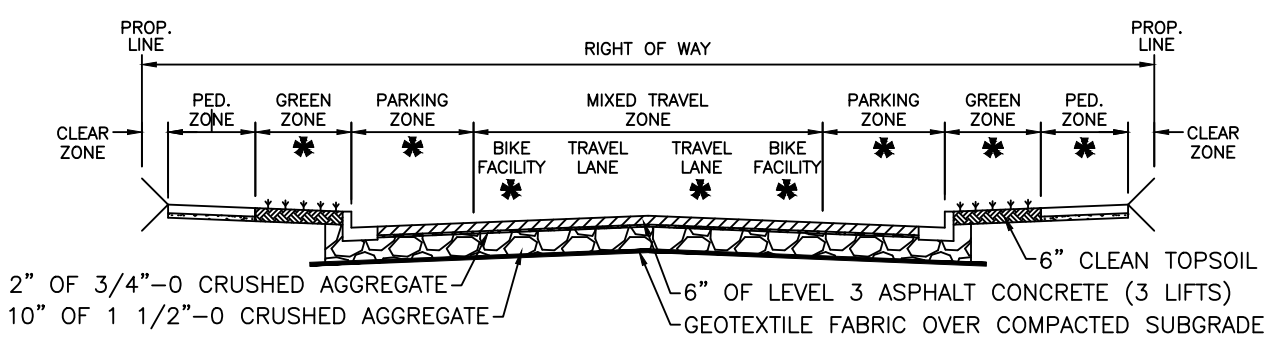 PROP.
LINE
PROP.
LINE
RIGHT OF WAY
PED.
ZONE
GREEN
ZONE
PARKING
ZONE
MIXED TRAVEL
ZONE
PARKING
ZONE
GREEN
ZONE
PED.
ZONE
CLEAR
ZONE
CLEAR
ZONE
BIKE
FACILITY
TRAVEL
LANE
TRAVEL
LANE
BIKE
FACILITY
2" OF 3/4"-0 CRUSHED AGGREGATE
10" OF 1 1/2"-0 CRUSHED AGGREGATE
6" CLEAN TOPSOIL
6" OF LEVEL 3 ASPHALT CONCRETE (3 LIFTS)
GEOTEXTILE FABRIC OVER COMPACTED SUBGRADE